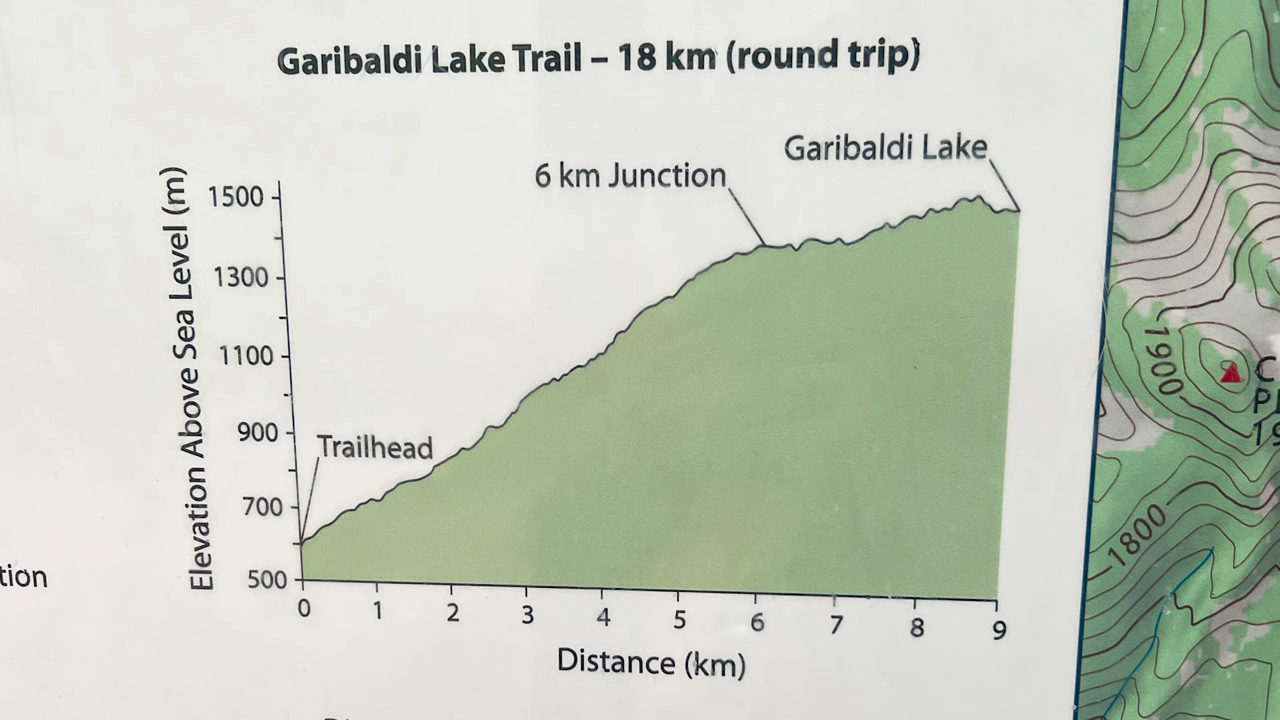 Garibaldi Lake Trail – 18 km (round trip)
Garibaldi Lake
6 km Junction
Trailhead
Elevation Above Sea Level (m)
1500
1300
1100
900
700
500
0 1 2 3 4 5 6 7 8 9
Distance (km)
tion
1900
1800
C